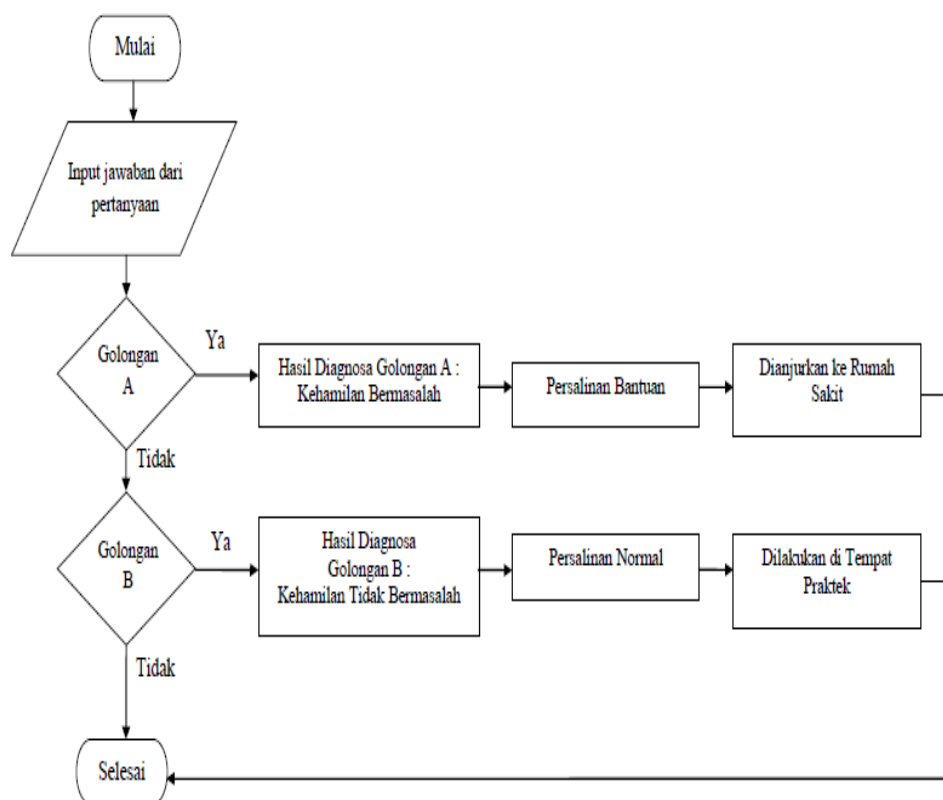 Mulai
Input jawaban dari
pertanyaan
Golongan
A
Ya
Hasil Diagnosa Golongan A :
Kehamilan Bermasalah
Persalinan Bantuan
Dianjurkan ke Rumah
Sakit
Tidak
Golongan
B
Ya
Hasil Diagnosa
Golongan B :
Kehamilan Tidak Bermasalah
Persalinan Normal
Dilakukan di Tempat
Praktek
Tidak
Selesai